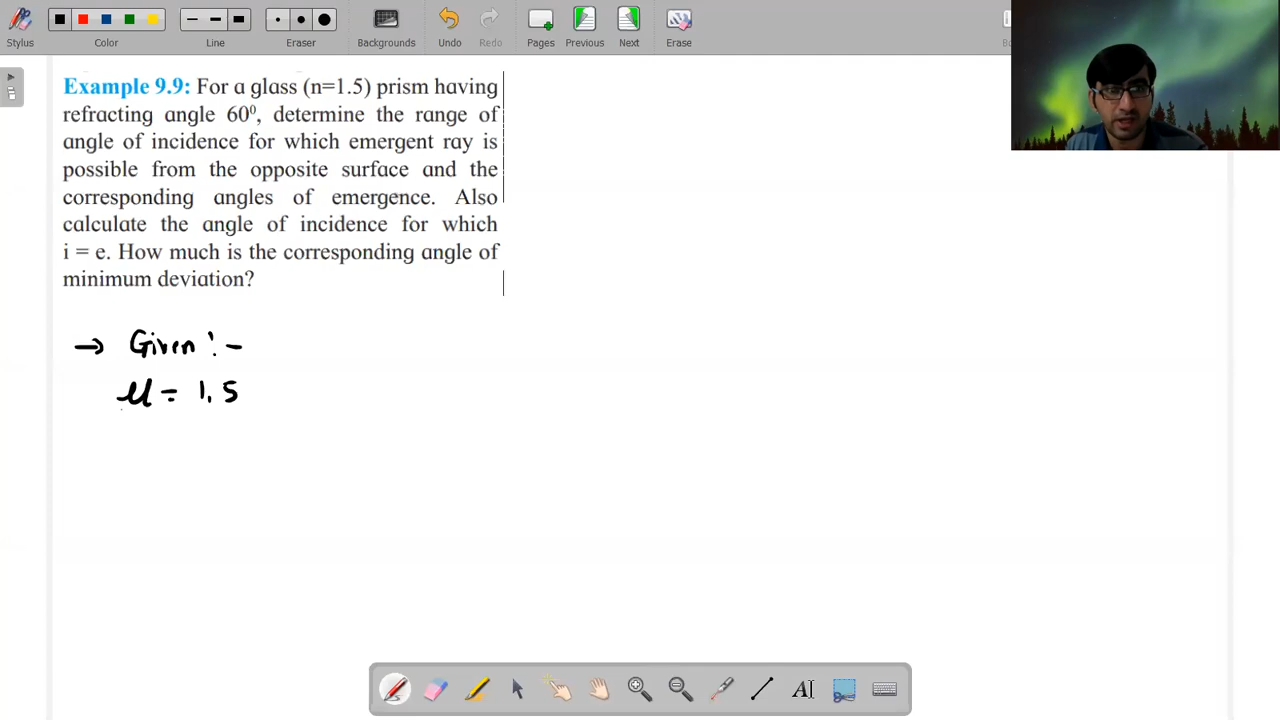 Stylus
Color
Line
Eraser
Backgrounds
Undo
Redo
Pages
Previous
Next
Erase
Example 9.9: For a glass (n=1.5) prism having
refracting angle 60⁰, determine the range of
angle of incidence for which emergent ray is
possible from the opposite surface and the
corresponding angles of emergence. Also
calculate the angle of incidence for which
i = e. How much is the corresponding angle of
minimum deviation?
→ Given :-
μ = 1.5